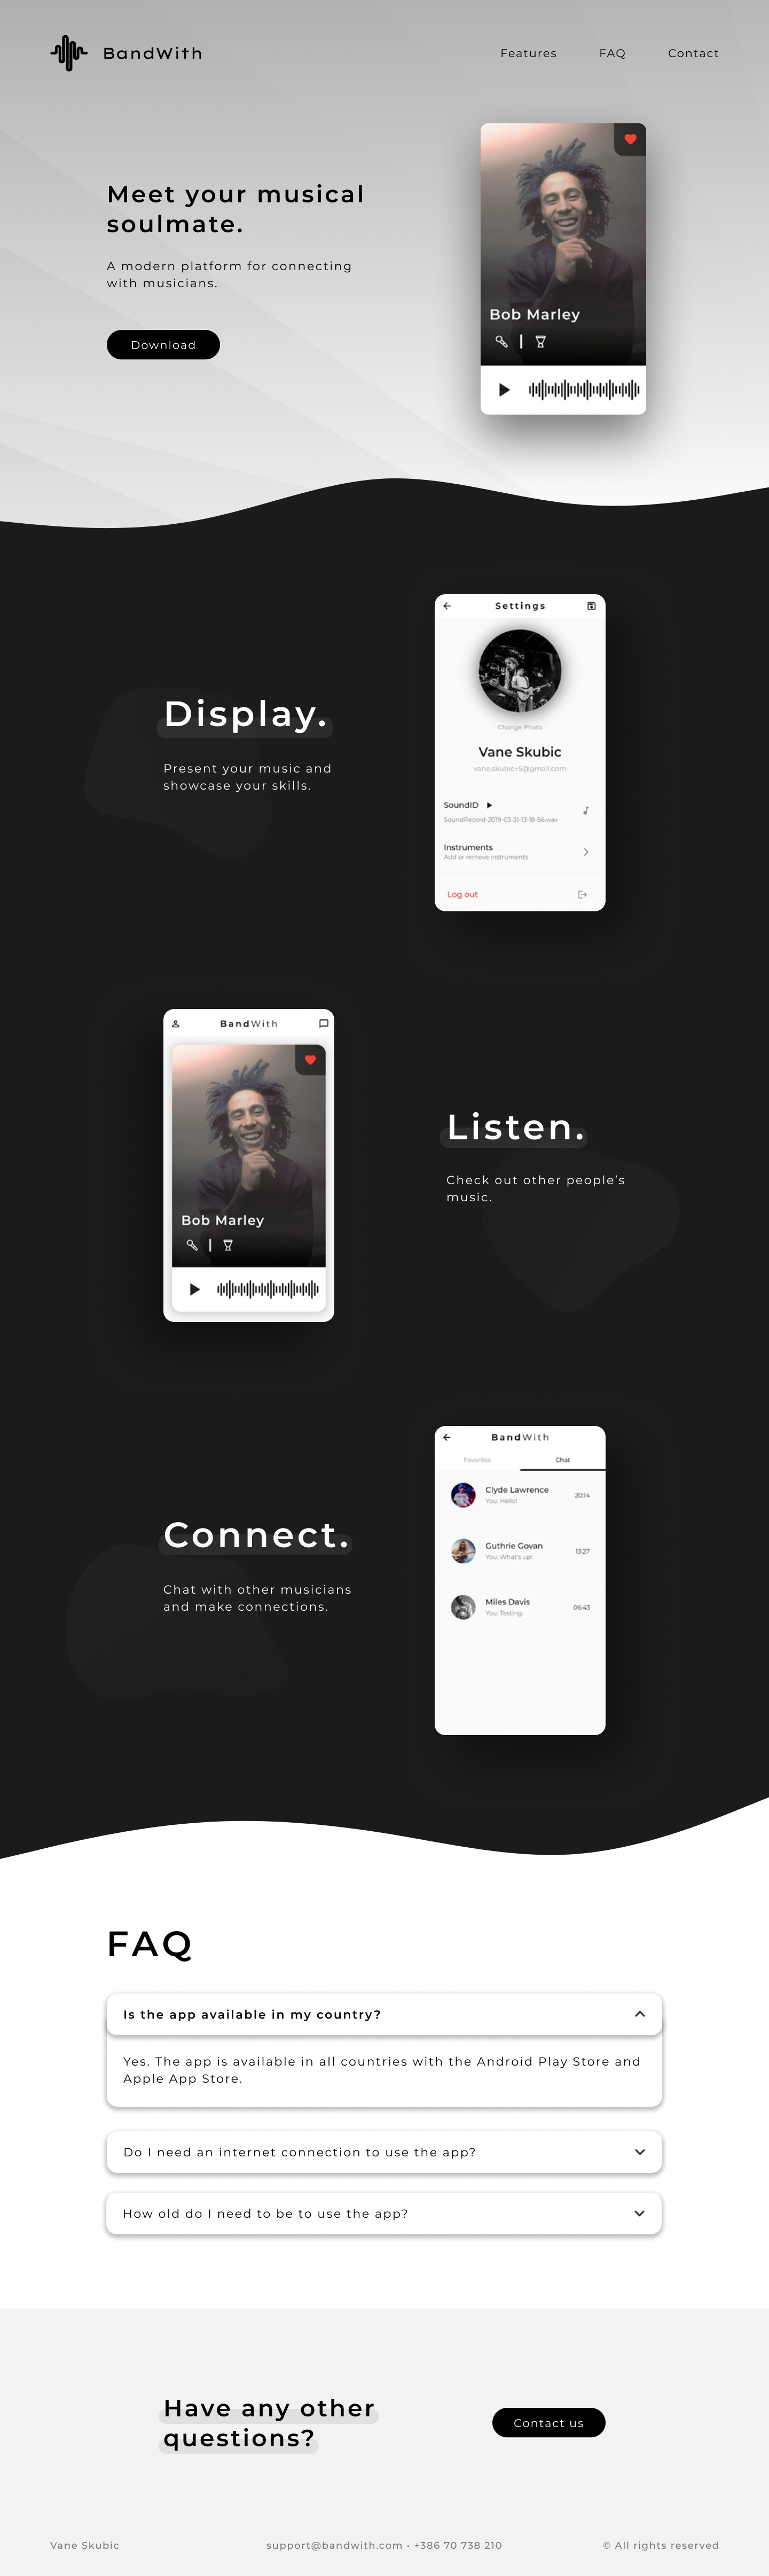 BandWith
Features
FAQ
Contact
Meet your musical
soulmate.
A modern platform for connecting
with musicians.
Download
Bob Marley
Settings
Change Photo
Vane Skubic
vane.skubic+5@gmail.com
SoundID
SoundRecord-2019-03-31-13-18-56.wav
Instruments
Add or remove instruments
Log out
Display.
Present your music and
showcase your skills.
BandWith
Bob Marley
Listen.
Check out other people's
music.
Connect.
Chat with other musicians
and make connections.
BandWith
Favorites
Chat
Clyde Lawrence
You: Hello!
20:14
Guthrie Govan
You: What's up!
13:27
Miles Davis
You: Testing.
06:43
FAQ
Is the app available in my country?
Yes. The app is available in all countries with the Android Play Store and
Apple App Store.
Do I need an internet connection to use the app?
How old do I need to be to use the app?
Have any other
questions?
Contact us
Vane Skubic
support@bandwith.com • +386 70 738 210
© All rights reserved